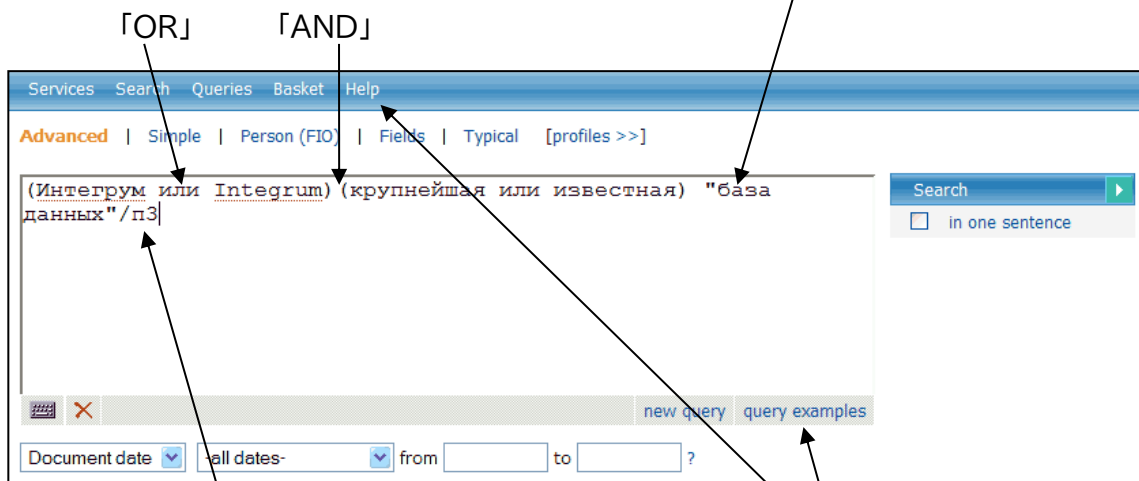 「OR」 「AND」
Services Search Queries Basket Help
Advanced | Simple | Person (FIO) | Fields | Typical [profiles >>]
(Интегрум или Integrum)(крупнейшая или известная) "база
данных"/п3
Search
in one sentence
new query query examples
Document date -all dates- from to ?